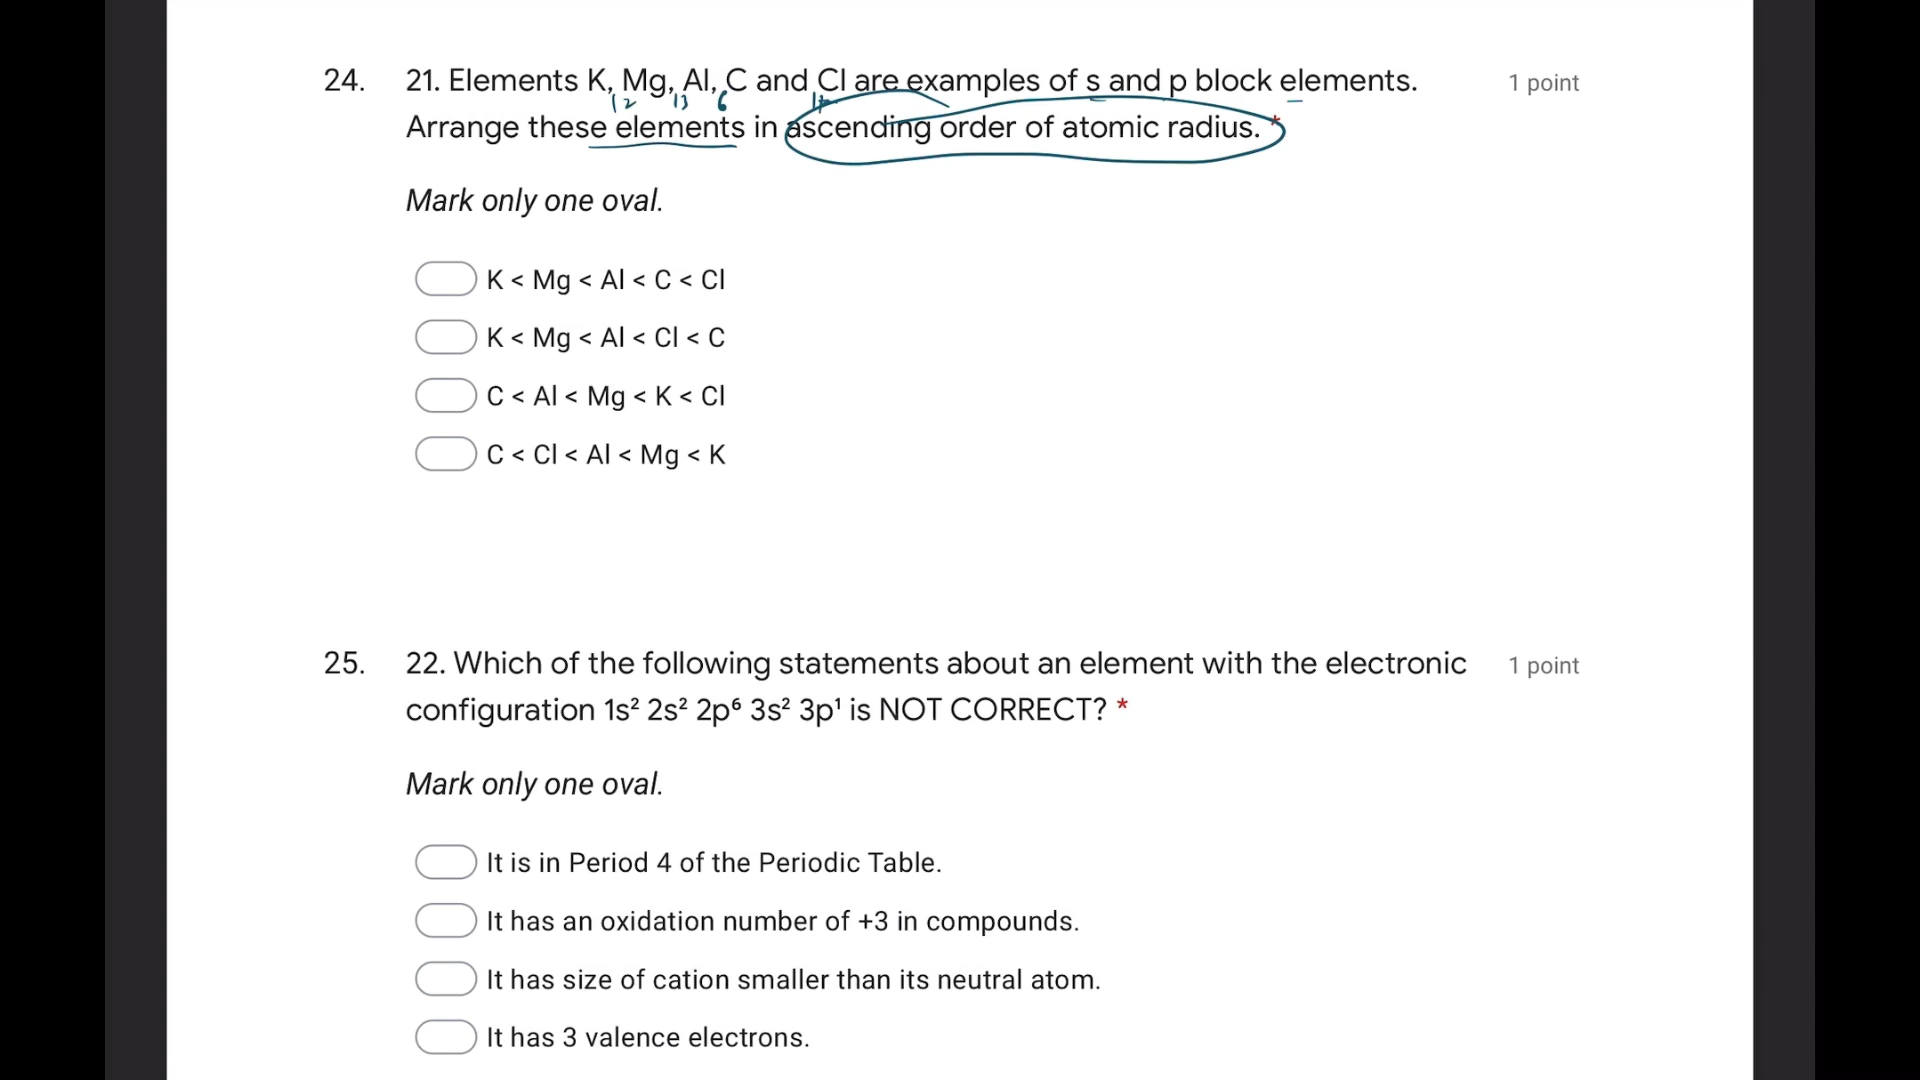 24. 21. Elements K, Mg, Al, C and Cl are examples of s and p block elements. 1 point
12 13 6 17
Arrange these elements in ascending order of atomic radius. *
Mark only one oval.
K < Mg < Al < C < Cl
K < Mg < Al < Cl < C
C < Al < Mg < K < Cl
C < Cl < Al < Mg < K
25. 22. Which of the following statements about an element with the electronic 1 point
configuration 1s² 2s² 2p⁶ 3s² 3p¹ is NOT CORRECT? *
Mark only one oval.
It is in Period 4 of the Periodic Table.
It has an oxidation number of +3 in compounds.
It has size of cation smaller than its neutral atom.
It has 3 valence electrons.